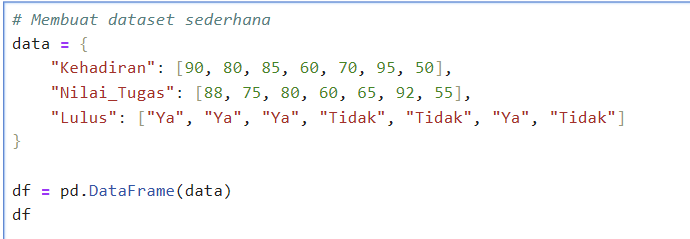 # Membuat dataset sederhana
data = {
    "Kehadiran": [90, 80, 85, 60, 70, 95, 50],
    "Nilai_Tugas": [88, 75, 80, 60, 65, 92, 55],
    "Lulus": ["Ya", "Ya", "Ya", "Tidak", "Tidak", "Ya", "Tidak"]
}

df = pd.DataFrame(data)
df